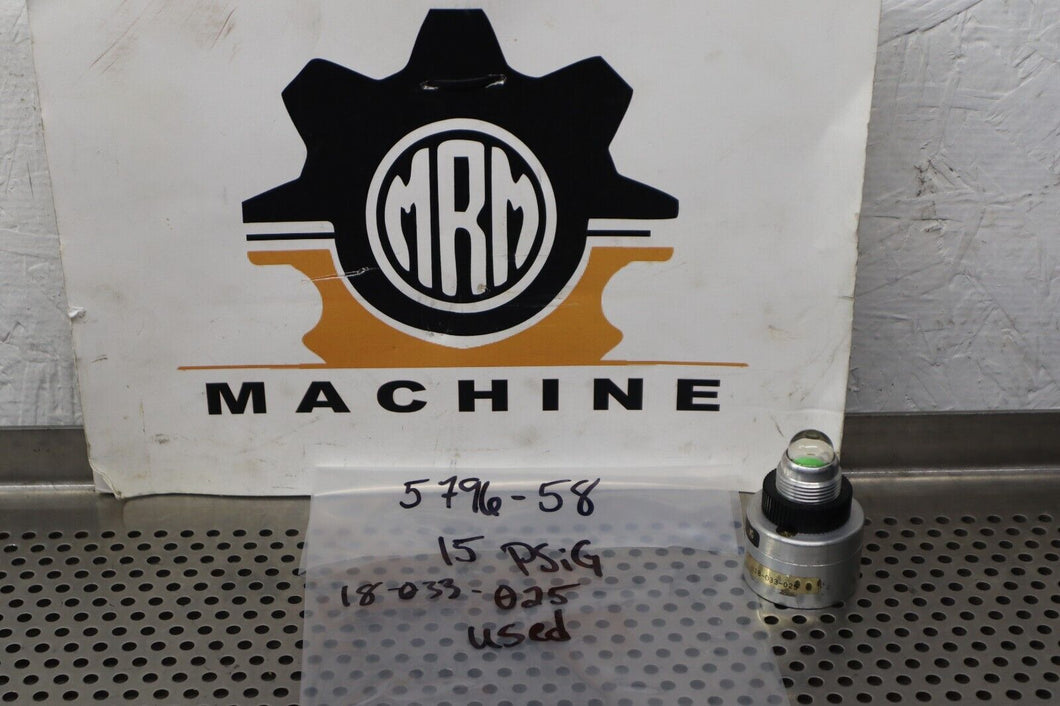 MRM
MACHINE
5796-58
15 PSiG
18-033-025
used